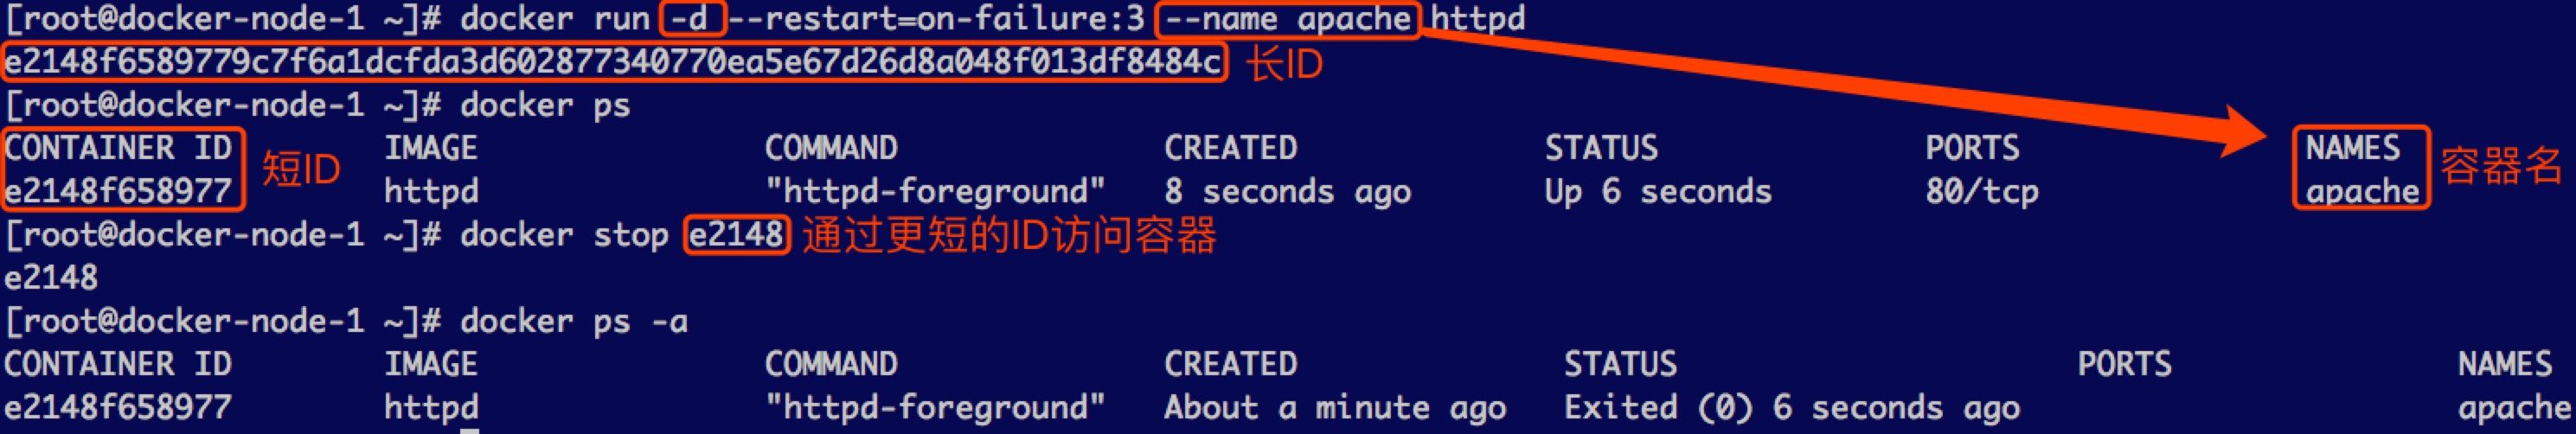 [root@docker-node-1 ~]# docker run -d --restart=on-failure:3 --name apache httpd
e2148f6589779c7f6a1dcfda3d602877340770ea5e67d26d8a048f013df8484c 长ID
[root@docker-node-1 ~]# docker ps
CONTAINER ID IMAGE COMMAND CREATED STATUS PORTS NAMES
短ID 容器名
e2148f658977 httpd "httpd-foreground" 8 seconds ago Up 6 seconds 80/tcp apache
[root@docker-node-1 ~]# docker stop e2148 通过更短的ID访问容器
e2148
[root@docker-node-1 ~]# docker ps -a
CONTAINER ID IMAGE COMMAND CREATED STATUS PORTS NAMES
e2148f658977 httpd "httpd-foreground" About a minute ago Exited (0) 6 seconds ago apache